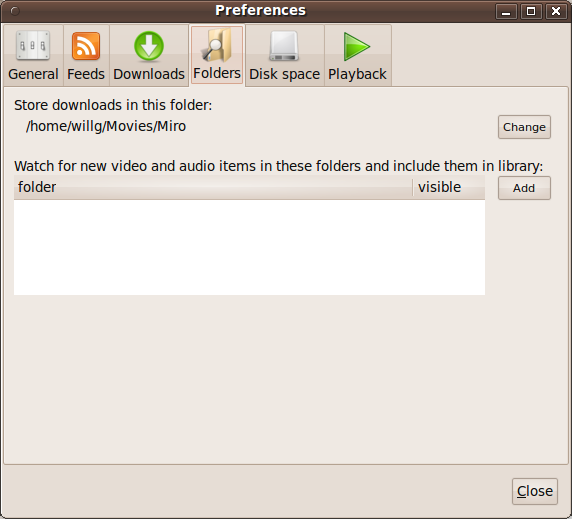 Preferences
General Feeds Downloads Folders Disk space Playback
Store downloads in this folder:
/home/willg/Movies/Miro
Change
Watch for new video and audio items in these folders and include them in library:
folder visible
Add
Close